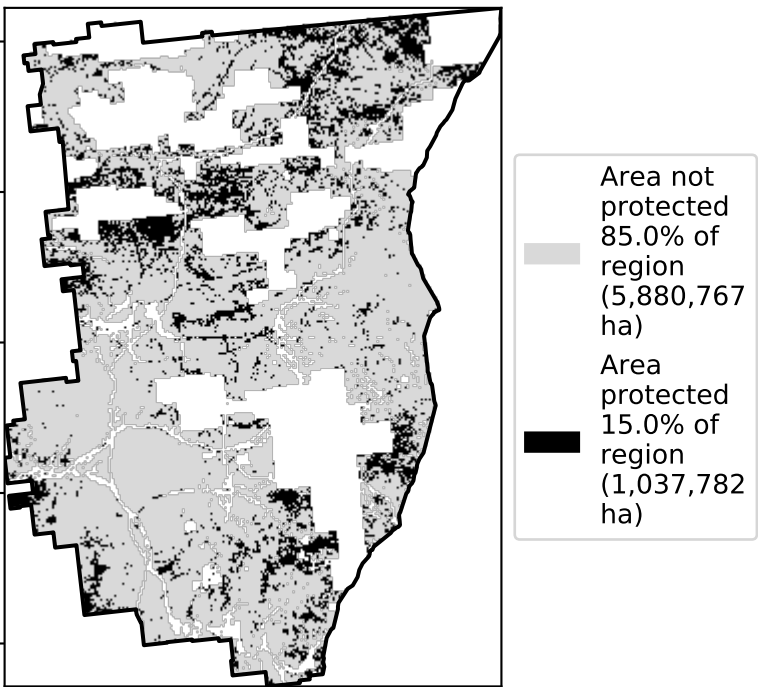 Area not
protected
85.0% of
region
(5,880,767
ha)
Area
protected
15.0% of
region
(1,037,782
ha)